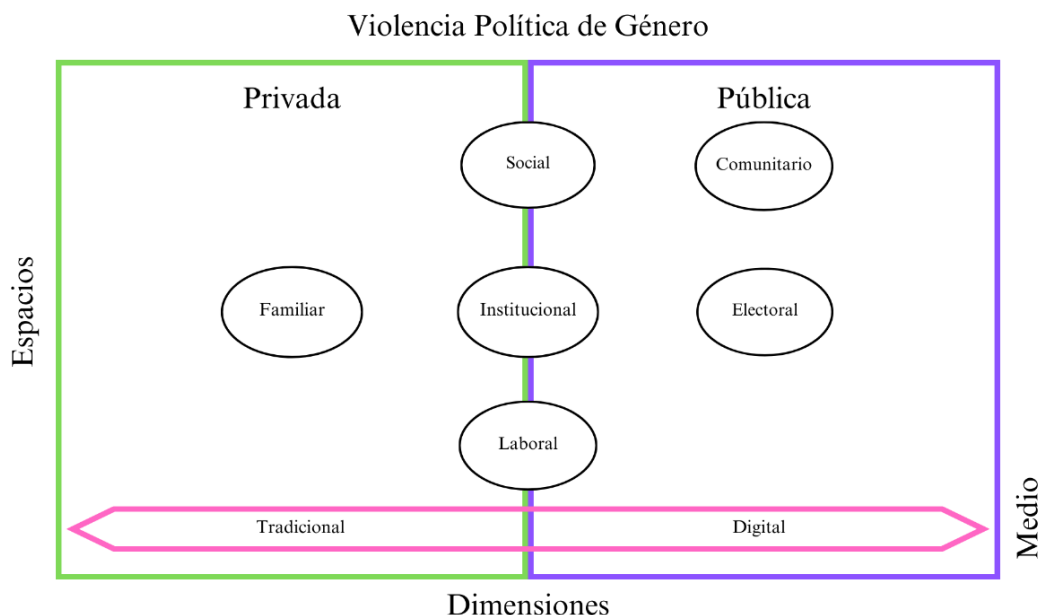 Violencia Política de Género
Privada
Pública
Social
Comunitario
Espacios
Familiar
Institucional
Electoral
Laboral
Tradicional
Digital
Medio
Dimensiones